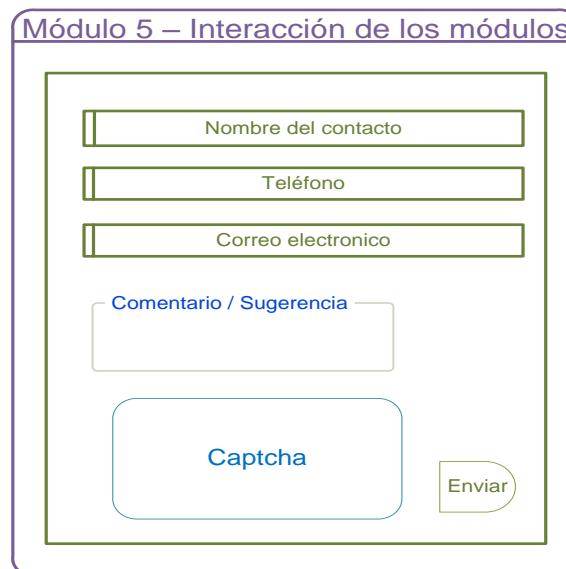 Módulo 5 – Interacción de los módulos
Nombre del contacto
Teléfono
Correo electronico
Comentario / Sugerencia
Captcha
Enviar